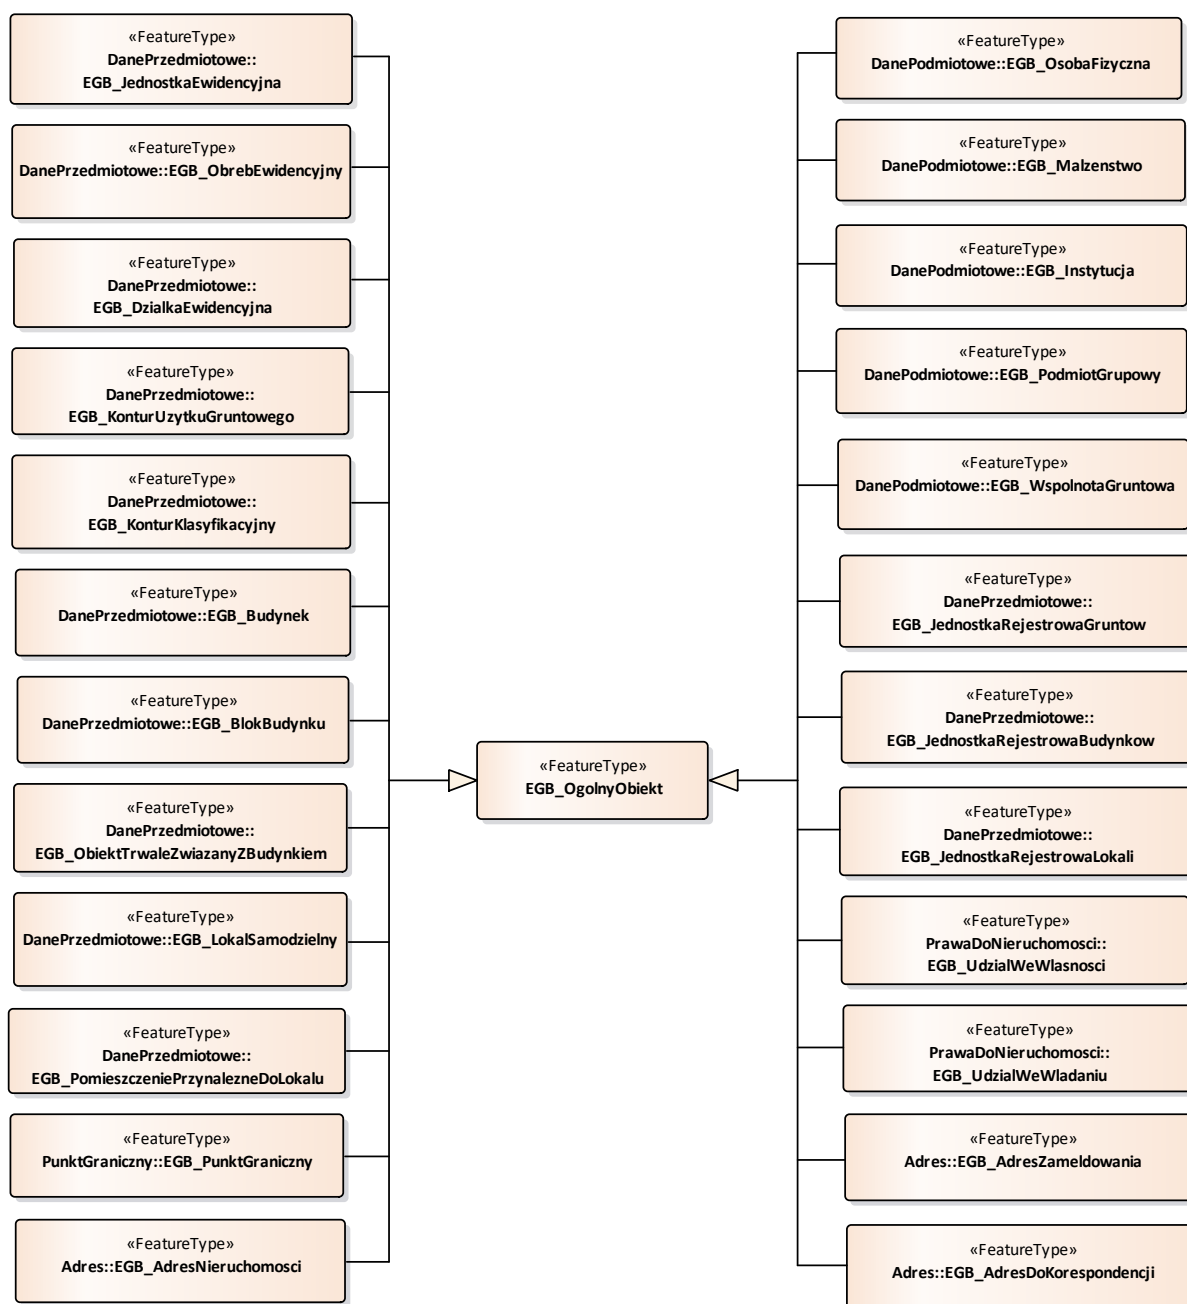 «FeatureType»
DanePrzedmiotowe::
EGB_JednostkaEwidencyjna
«FeatureType»
DanePrzedmiotowe::EGB_ObrebEwidencyjny
«FeatureType»
DanePrzedmiotowe::
EGB_DzialkaEwidencyjna
«FeatureType»
DanePrzedmiotowe::
EGB_KonturUzytkuGruntowego
«FeatureType»
DanePrzedmiotowe::
EGB_KonturKlasyfikacyjny
«FeatureType»
DanePrzedmiotowe::EGB_Budynek
«FeatureType»
DanePrzedmiotowe::EGB_BlokBudynku
«FeatureType»
DanePrzedmiotowe::
EGB_ObiektTrwaleZwiazanyZBudynkiem
«FeatureType»
DanePrzedmiotowe::EGB_LokalSamodzielny
«FeatureType»
DanePrzedmiotowe::
EGB_PomieszczeniePrzynalezneDoLokalu
«FeatureType»
PunktGraniczny::EGB_PunktGraniczny
«FeatureType»
Adres::EGB_AdresNieruchomosci
«FeatureType»
EGB_OgolnyObiekt
«FeatureType»
DanePodmiotowe::EGB_OsobaFizyczna
«FeatureType»
DanePodmiotowe::EGB_Malzenstwo
«FeatureType»
DanePodmiotowe::EGB_Instytucja
«FeatureType»
DanePodmiotowe::EGB_PodmiotGrupowy
«FeatureType»
DanePodmiotowe::EGB_WspolnotaGruntowa
«FeatureType»
DanePrzedmiotowe::
EGB_JednostkaRejestrowaGruntow
«FeatureType»
DanePrzedmiotowe::
EGB_JednostkaRejestrowaBudynkow
«FeatureType»
DanePrzedmiotowe::
EGB_JednostkaRejestrowaLokali
«FeatureType»
PrawaDoNieruchomosci::
EGB_UdzialWeWlasnosci
«FeatureType»
PrawaDoNieruchomosci::
EGB_UdzialWeWladaniu
«FeatureType»
Adres::EGB_AdresZameldowania
«FeatureType»
Adres::EGB_AdresDoKorespondencji